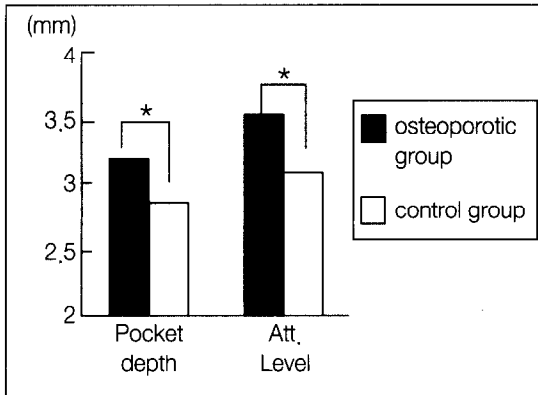 (mm)
4
3.5
3
2.5
2
*
*
osteoporotic
group
control group
Pocket
depth
Att.
Level